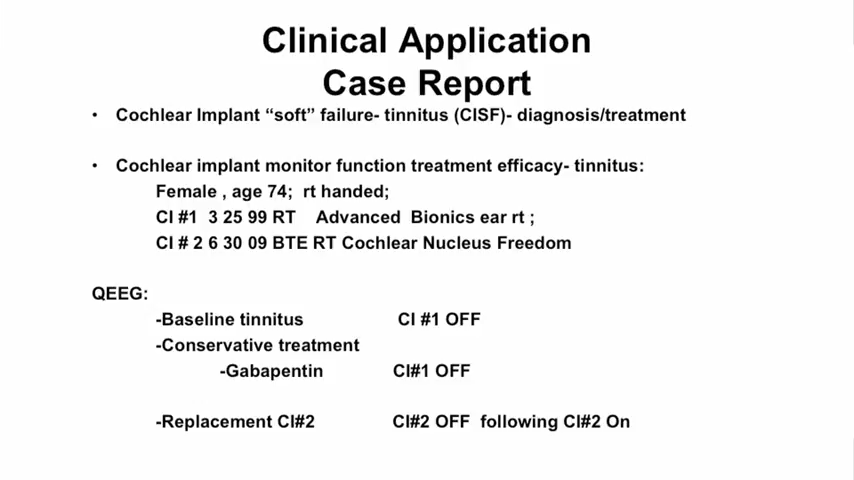 Clinical Application
Case Report
• Cochlear Implant “soft” failure- tinnitus (CISF)- diagnosis/treatment
• Cochlear implant monitor function treatment efficacy- tinnitus:
Female , age 74; rt handed;
CI #1 3 25 99 RT Advanced Bionics ear rt ;
CI # 2 6 30 09 BTE RT Cochlear Nucleus Freedom
QEEG:
-Baseline tinnitus CI #1 OFF
-Conservative treatment
-Gabapentin CI#1 OFF
-Replacement CI#2 CI#2 OFF following CI#2 On